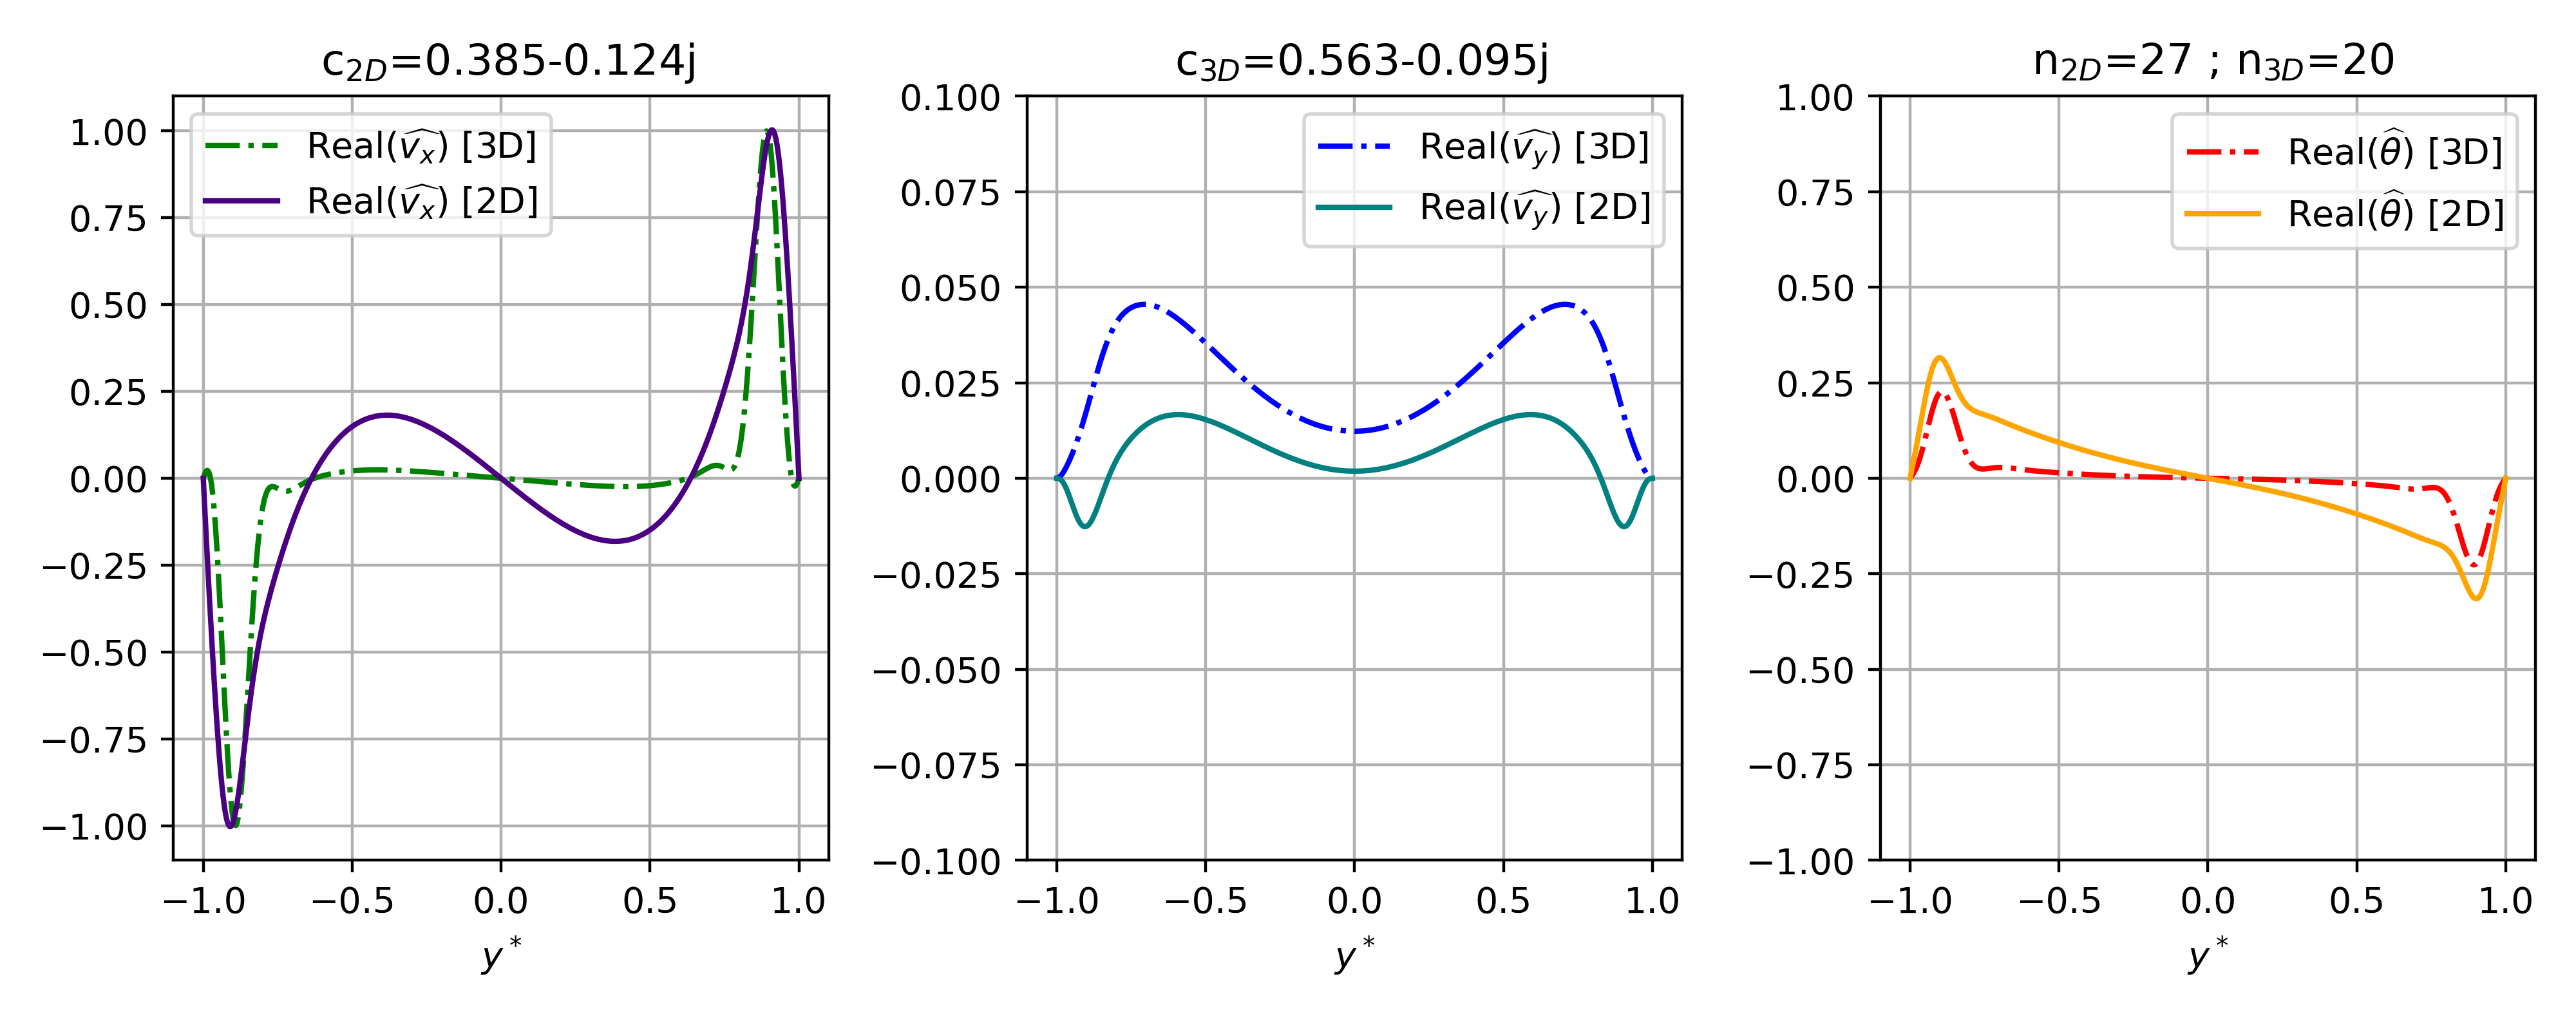 c₂D=0.385-0.124j
1.00
0.75
0.50
0.25
0.00
−0.25
−0.50
−0.75
−1.00
−1.0 −0.5 0.0 0.5 1.0
y*
Real(v̂ₓ) [3D]
Real(v̂ₓ) [2D]
c₃D=0.563-0.095j
0.100
0.075
0.050
0.025
0.000
−0.025
−0.050
−0.075
−0.100
−1.0 −0.5 0.0 0.5 1.0
y*
Real(v̂_y) [3D]
Real(v̂_y) [2D]
n₂D=27 ; n₃D=20
1.00
0.75
0.50
0.25
0.00
−0.25
−0.50
−0.75
−1.00
−1.0 −0.5 0.0 0.5 1.0
y*
Real(θ̂) [3D]
Real(θ̂) [2D]